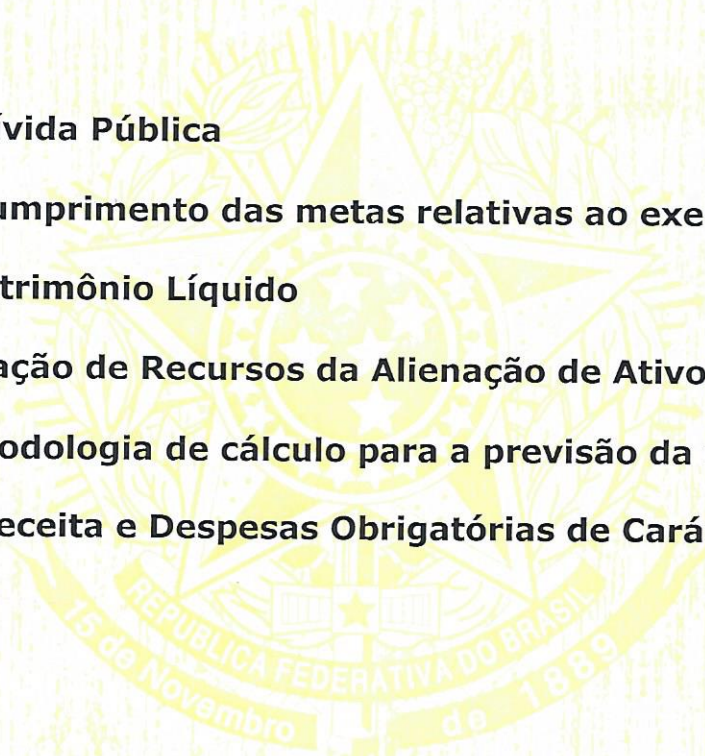 ívida Pública
umprimento das metas relativas ao exe
trimônio Líquido
ação de Recursos da Alienação de Ativo
odologia de cálculo para a previsão da
eceita e Despesas Obrigatórias de Cará
REPÚBLICA FEDERATIVA DO BRASIL
15 de Novembro de 1889